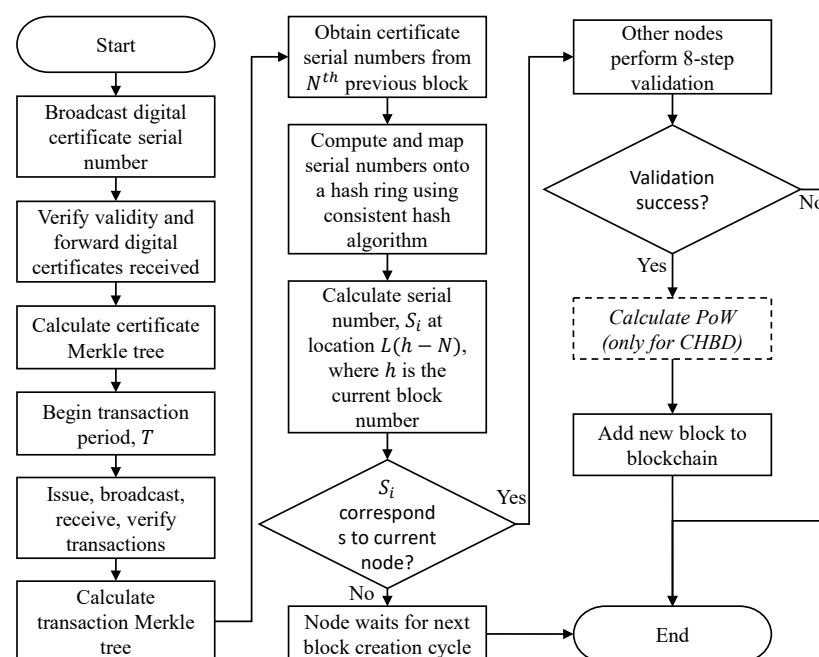 Start
Broadcast digital
certificate serial
number
Verify validity and
forward digital
certificates received
Calculate certificate
Merkle tree
Begin transaction
period, T
Issue, broadcast,
receive, verify
transactions
Calculate
transaction Merkle
tree
Obtain certificate
serial numbers from
Nᵗʰ previous block
Compute and map
serial numbers onto
a hash ring using
consistent hash
algorithm
Calculate serial
number, Sᵢ at
location L(h − N),
where h is the
current block
number
Sᵢ
correspond
s to current
node?
Yes
No
Node waits for next
block creation cycle
Other nodes
perform 8-step
validation
Validation
success?
No
Yes
Calculate PoW
(only for CHBD)
Add new block to
blockchain
End